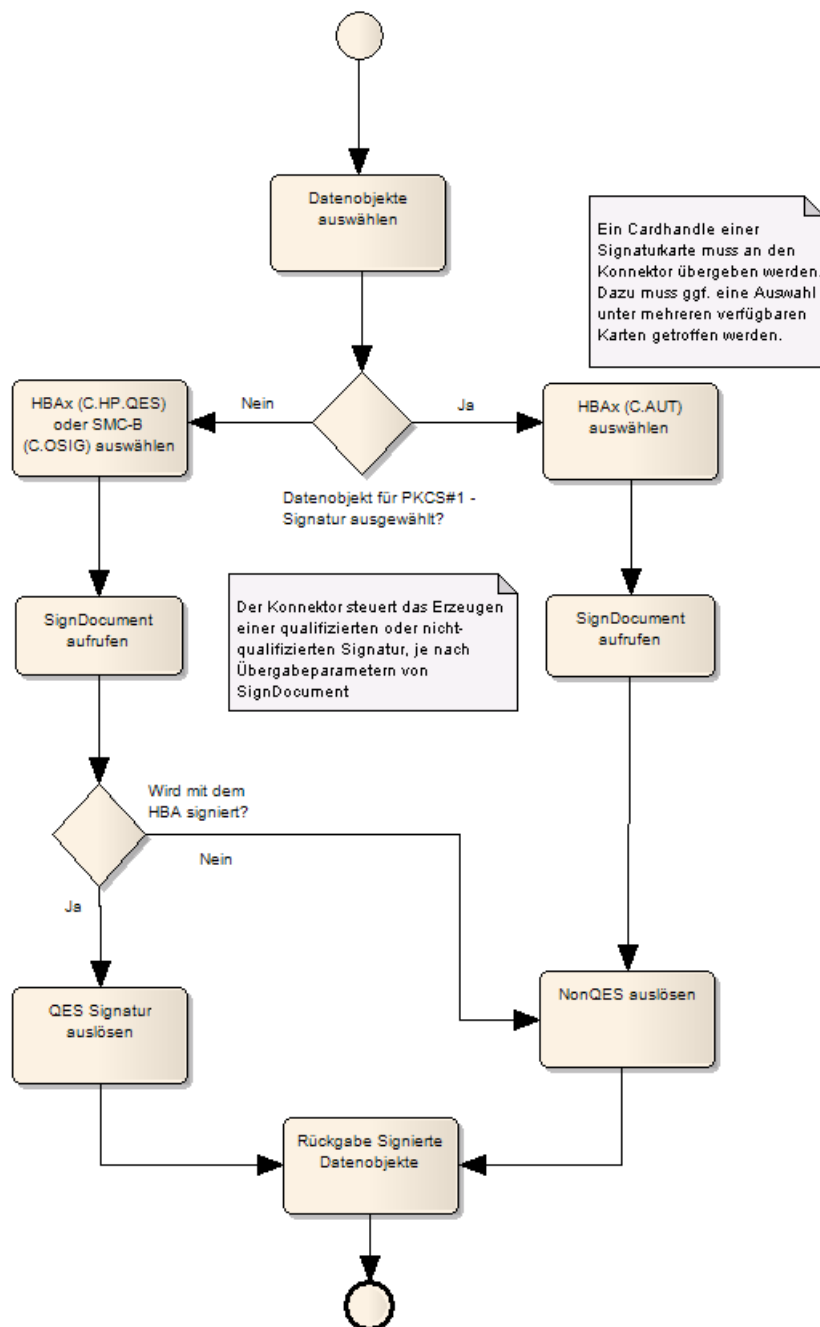 Datenobjekte
auswählen
Ein Cardhandle einer
Signaturkarte muss an den
Konnektor übergeben werden.
Dazu muss ggf. eine Auswahl
unter mehreren verfügbaren
Karten getroffen werden.
HBAx (C.HP.QES)
oder SMC-B
(C.OSIG) auswählen
Nein
Ja
HBAx (C.AUT)
auswählen
Datenobjekt für PKCS#1 -
Signatur ausgewählt?
SignDocument
aufrufen
Der Konnektor steuert das Erzeugen
einer qualifizierten oder nicht-
qualifizierten Signatur, je nach
Übergabeparametern von
SignDocument
SignDocument
aufrufen
Wird mit dem
HBA signiert?
Nein
Ja
QES Signatur
auslösen
NonQES auslösen
Rückgabe Signierte
Datenobjekte